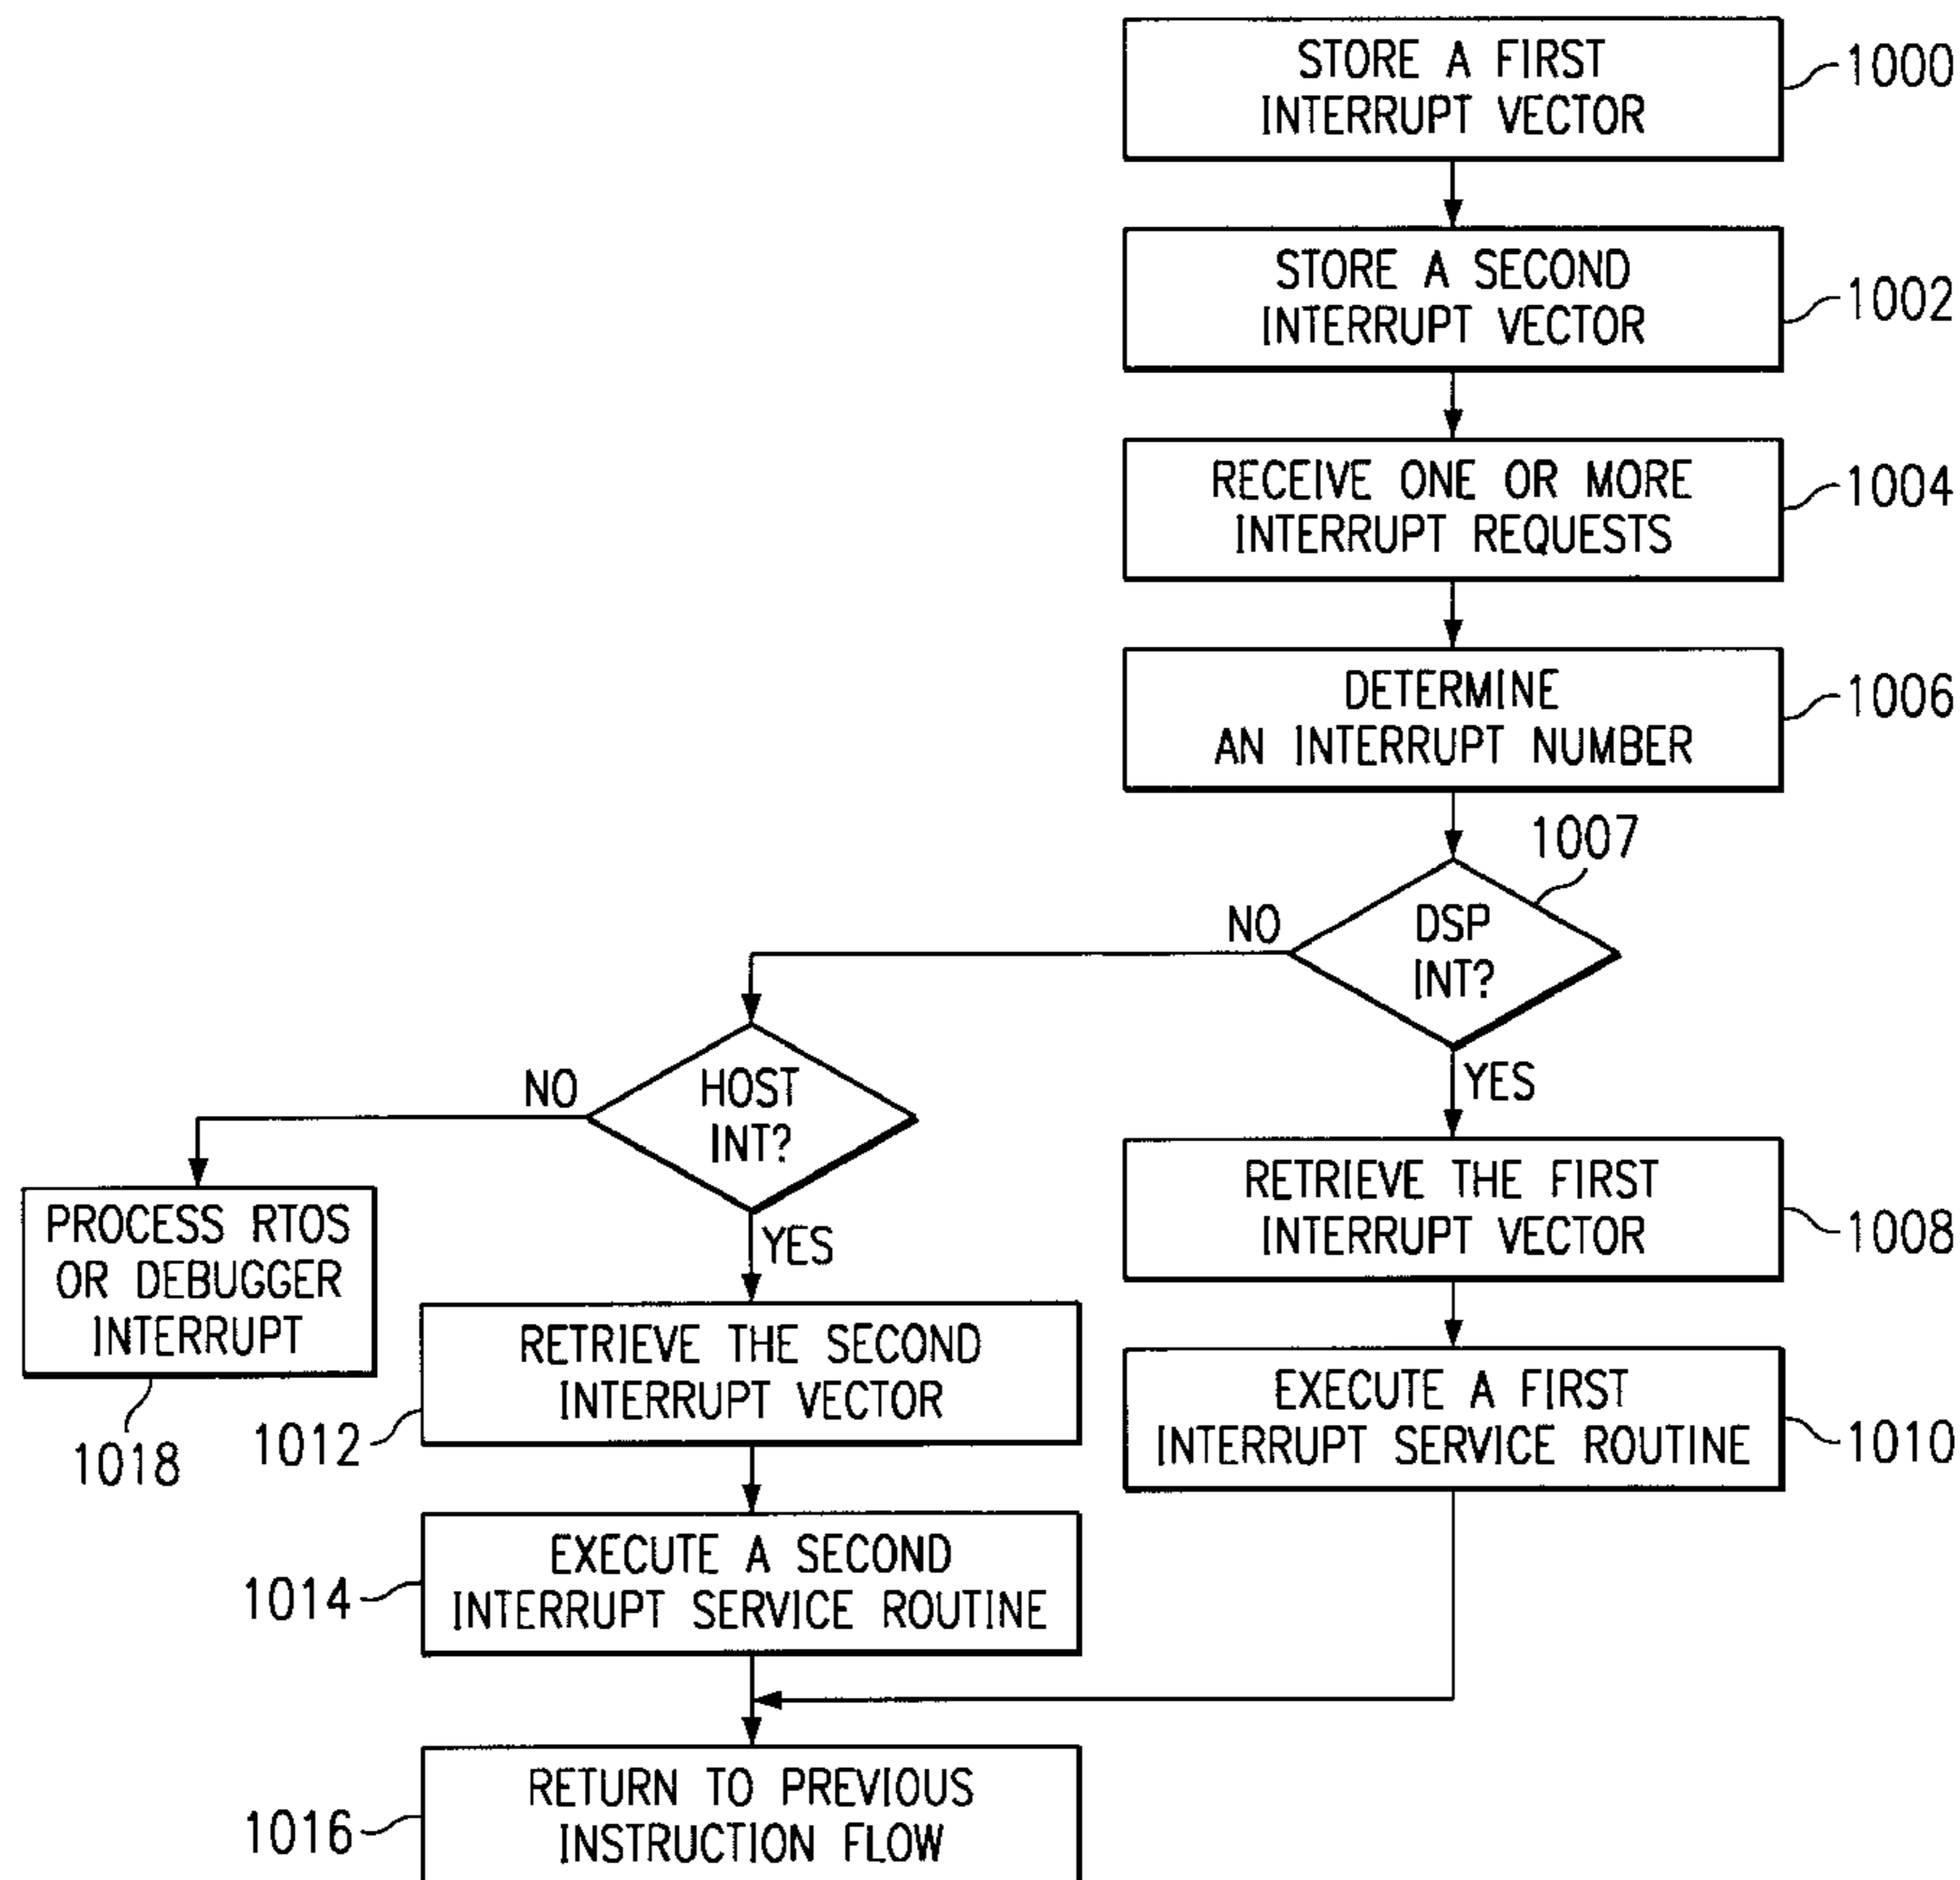 STORE A FIRST
INTERRUPT VECTOR
1000
STORE A SECOND
INTERRUPT VECTOR
1002
RECEIVE ONE OR MORE
INTERRUPT REQUESTS
1004
DETERMINE
AN INTERRUPT NUMBER
1006
1007
DSP
INT?
NO
YES
HOST
INT?
NO
YES
RETRIEVE THE FIRST
INTERRUPT VECTOR
1008
PROCESS RTOS
OR DEBUGGER
INTERRUPT
1018
RETRIEVE THE SECOND
INTERRUPT VECTOR
1012
EXECUTE A FIRST
INTERRUPT SERVICE ROUTINE
1010
EXECUTE A SECOND
INTERRUPT SERVICE ROUTINE
1014
RETURN TO PREVIOUS
INSTRUCTION FLOW
1016